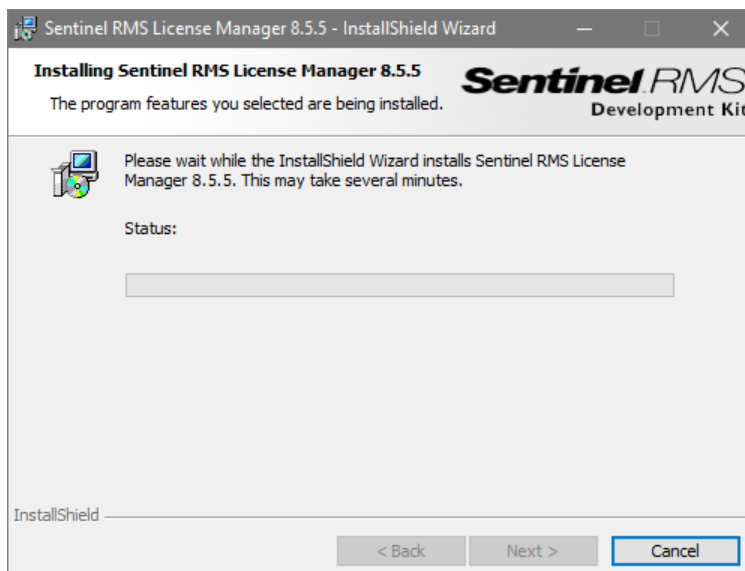 Sentinel RMS License Manager 8.5.5 - InstallShield Wizard
Installing Sentinel RMS License Manager 8.5.5
The program features you selected are being installed.
Sentinel RMS
Development Kit
Please wait while the InstallShield Wizard installs Sentinel RMS License
Manager 8.5.5. This may take several minutes.
Status:
InstallShield
< Back
Next >
Cancel